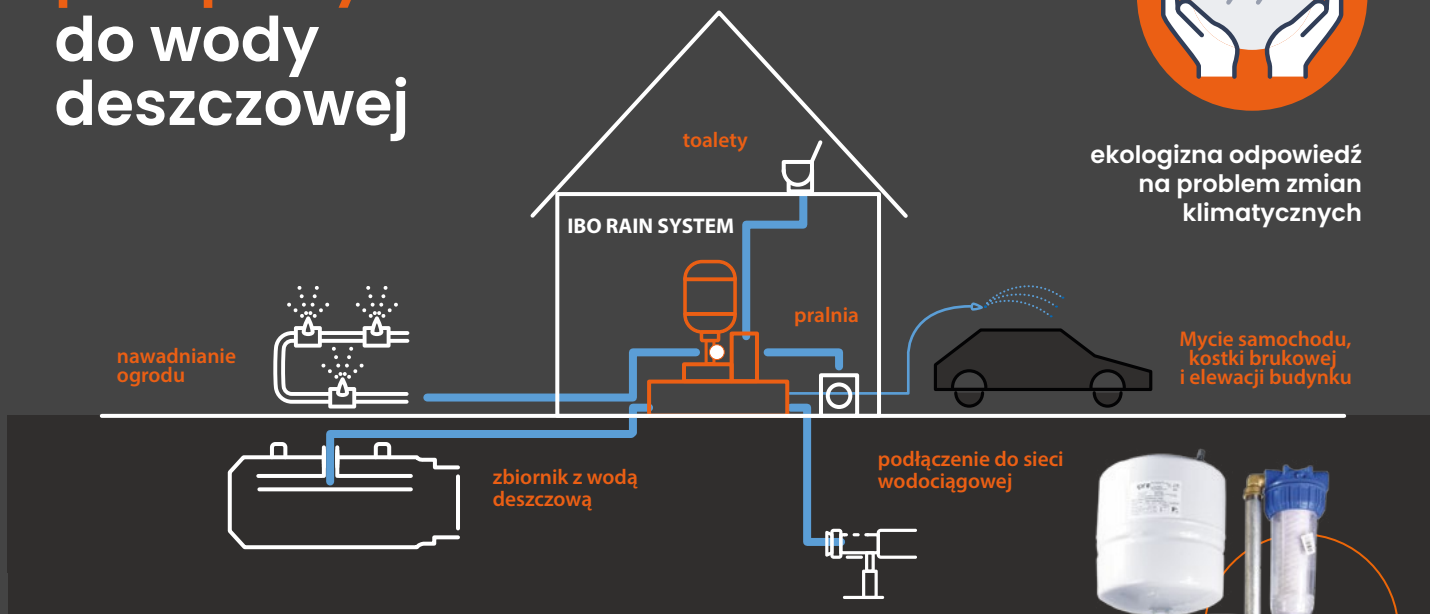 do wody
deszczowej
ekologizna odpowiedź
na problem zmian
klimatycznych
toalety
IBO RAIN SYSTEM
pralnia
nawadnianie
ogrodu
Mycie samochodu,
kostki brukowej
i elewacji budynku
zbiornik z wodą
deszczową
podłączenie do sieci
wodociągowej